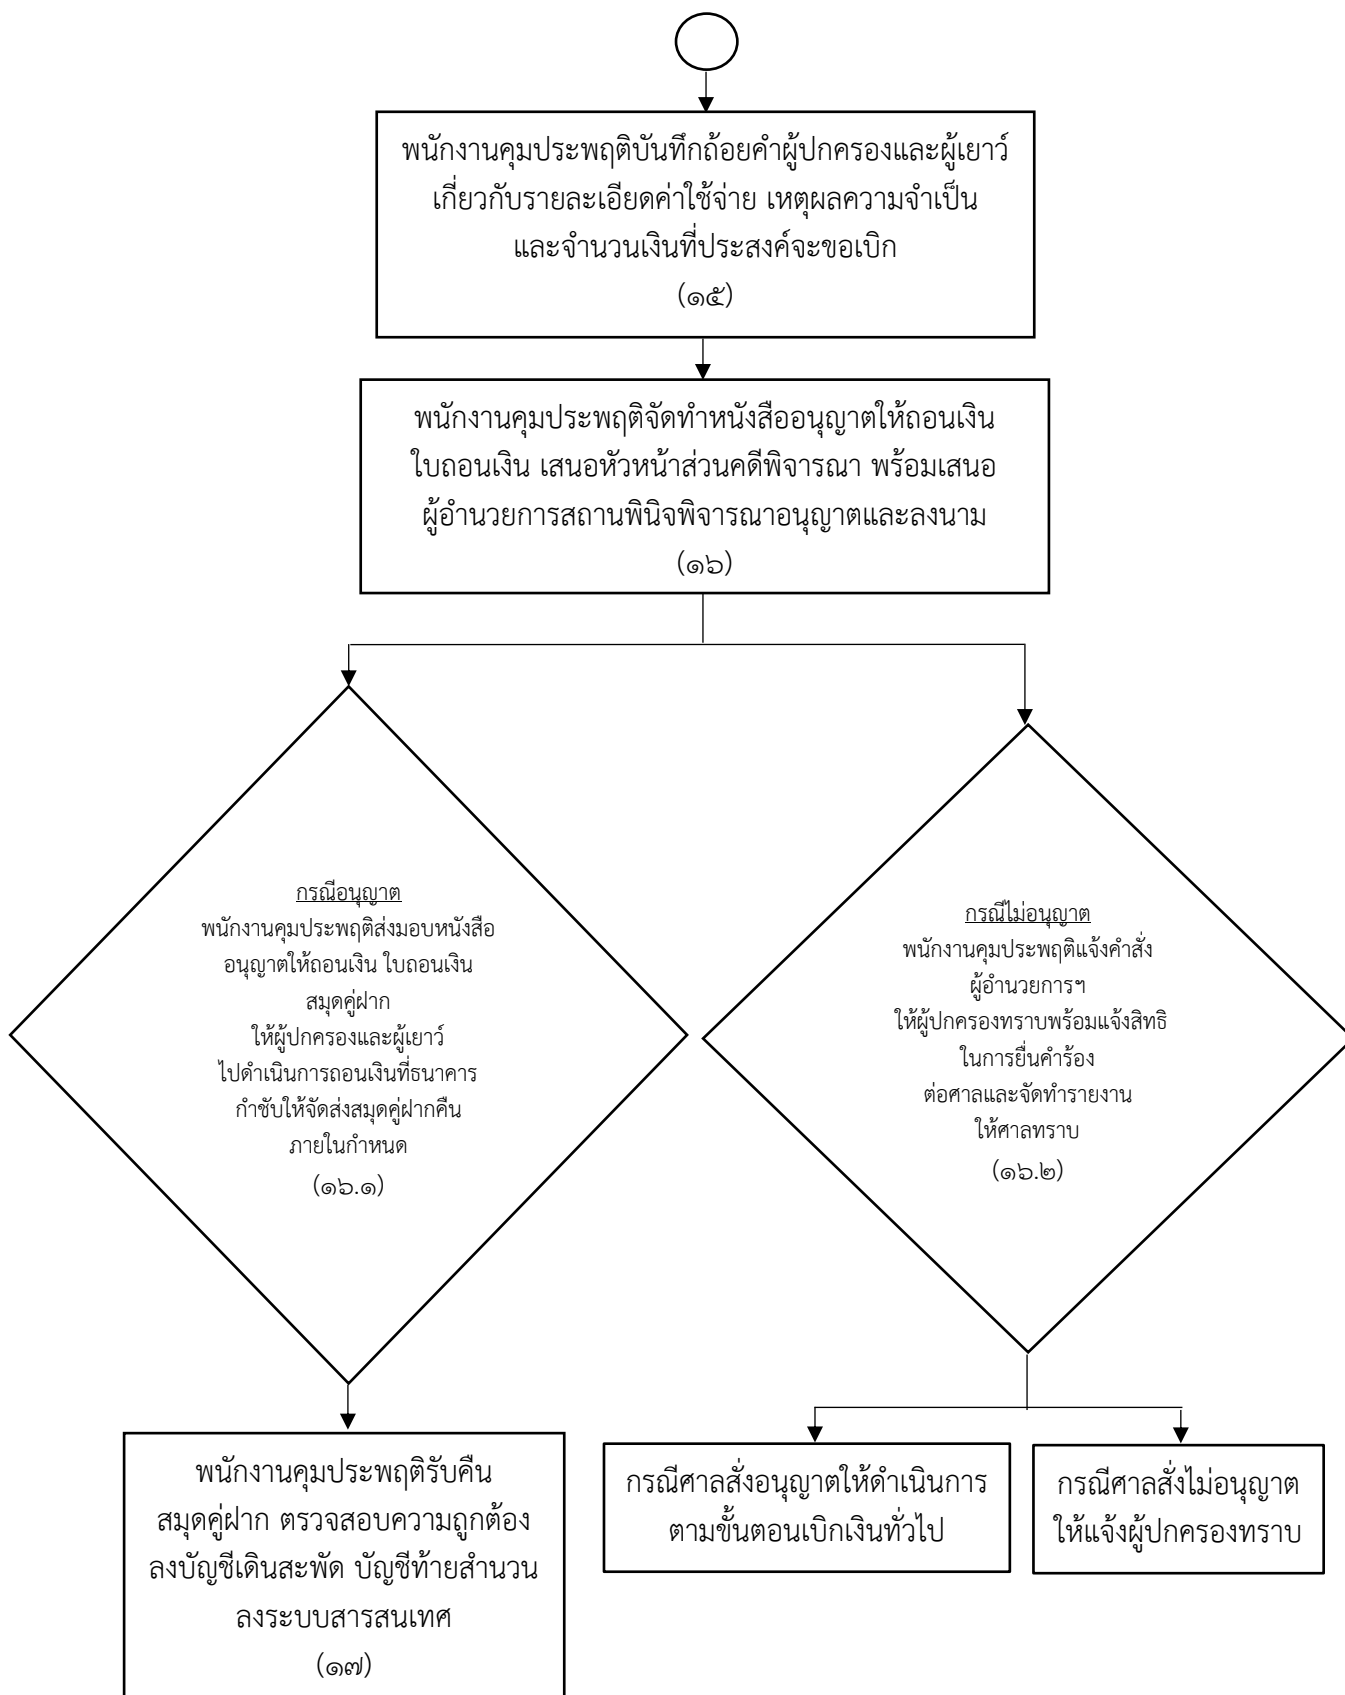 พนักงานคุมประพฤติบันทึกถ้อยคำผู้ปกครองและผู้เยาว์
เกี่ยวกับรายละเอียดค่าใช้จ่าย เหตุผลความจำเป็น
และจำนวนเงินที่ประสงค์จะขอเบิก
(๑๕)
พนักงานคุมประพฤติจัดทำหนังสืออนุญาตให้ถอนเงิน
ใบถอนเงิน เสนอหัวหน้าส่วนคดีพิจารณา พร้อมเสนอ
ผู้อำนวยการสถานพินิจพิจารณาอนุญาตและลงนาม
(๑๖)
กรณีอนุญาต
พนักงานคุมประพฤติส่งมอบหนังสือ
อนุญาตให้ถอนเงิน ใบถอนเงิน
สมุดคู่ฝาก
ให้ผู้ปกครองและผู้เยาว์
ไปดำเนินการถอนเงินที่ธนาคาร
กำชับให้จัดส่งสมุดคู่ฝากคืน
ภายในกำหนด
(๑๖.๑)
กรณีไม่อนุญาต
พนักงานคุมประพฤติแจ้งคำสั่ง
ผู้อำนวยการฯ
ให้ผู้ปกครองทราบพร้อมแจ้งสิทธิ
ในการยื่นคำร้อง
ต่อศาลและจัดทำรายงาน
ให้ศาลทราบ
(๑๖.๒)
พนักงานคุมประพฤติรับคืน
สมุดคู่ฝาก ตรวจสอบความถูกต้อง
ลงบัญชีเดินสะพัด บัญชีท้ายสำนวน
ลงระบบสารสนเทศ
(๑๗)
กรณีศาลสั่งอนุญาตให้ดำเนินการ
ตามขั้นตอนเบิกเงินทั่วไป
กรณีศาลสั่งไม่อนุญาต
ให้แจ้งผู้ปกครองทราบ